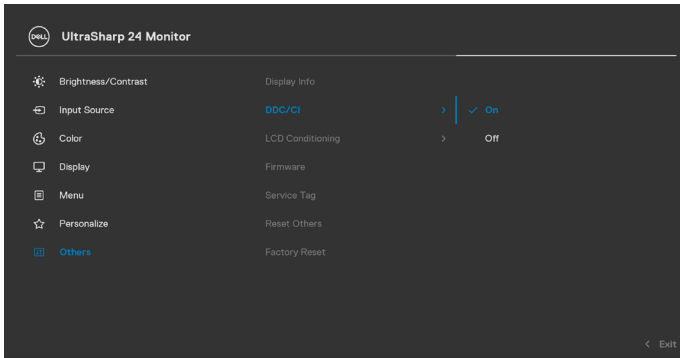 DELL UltraSharp 24 Monitor
Brightness/Contrast Display Info
Input Source DDC/CI > ✓ On
Color LCD Conditioning > Off
Display Firmware
Menu Service Tag
Personalize Reset Others
Others Factory Reset
< Exit